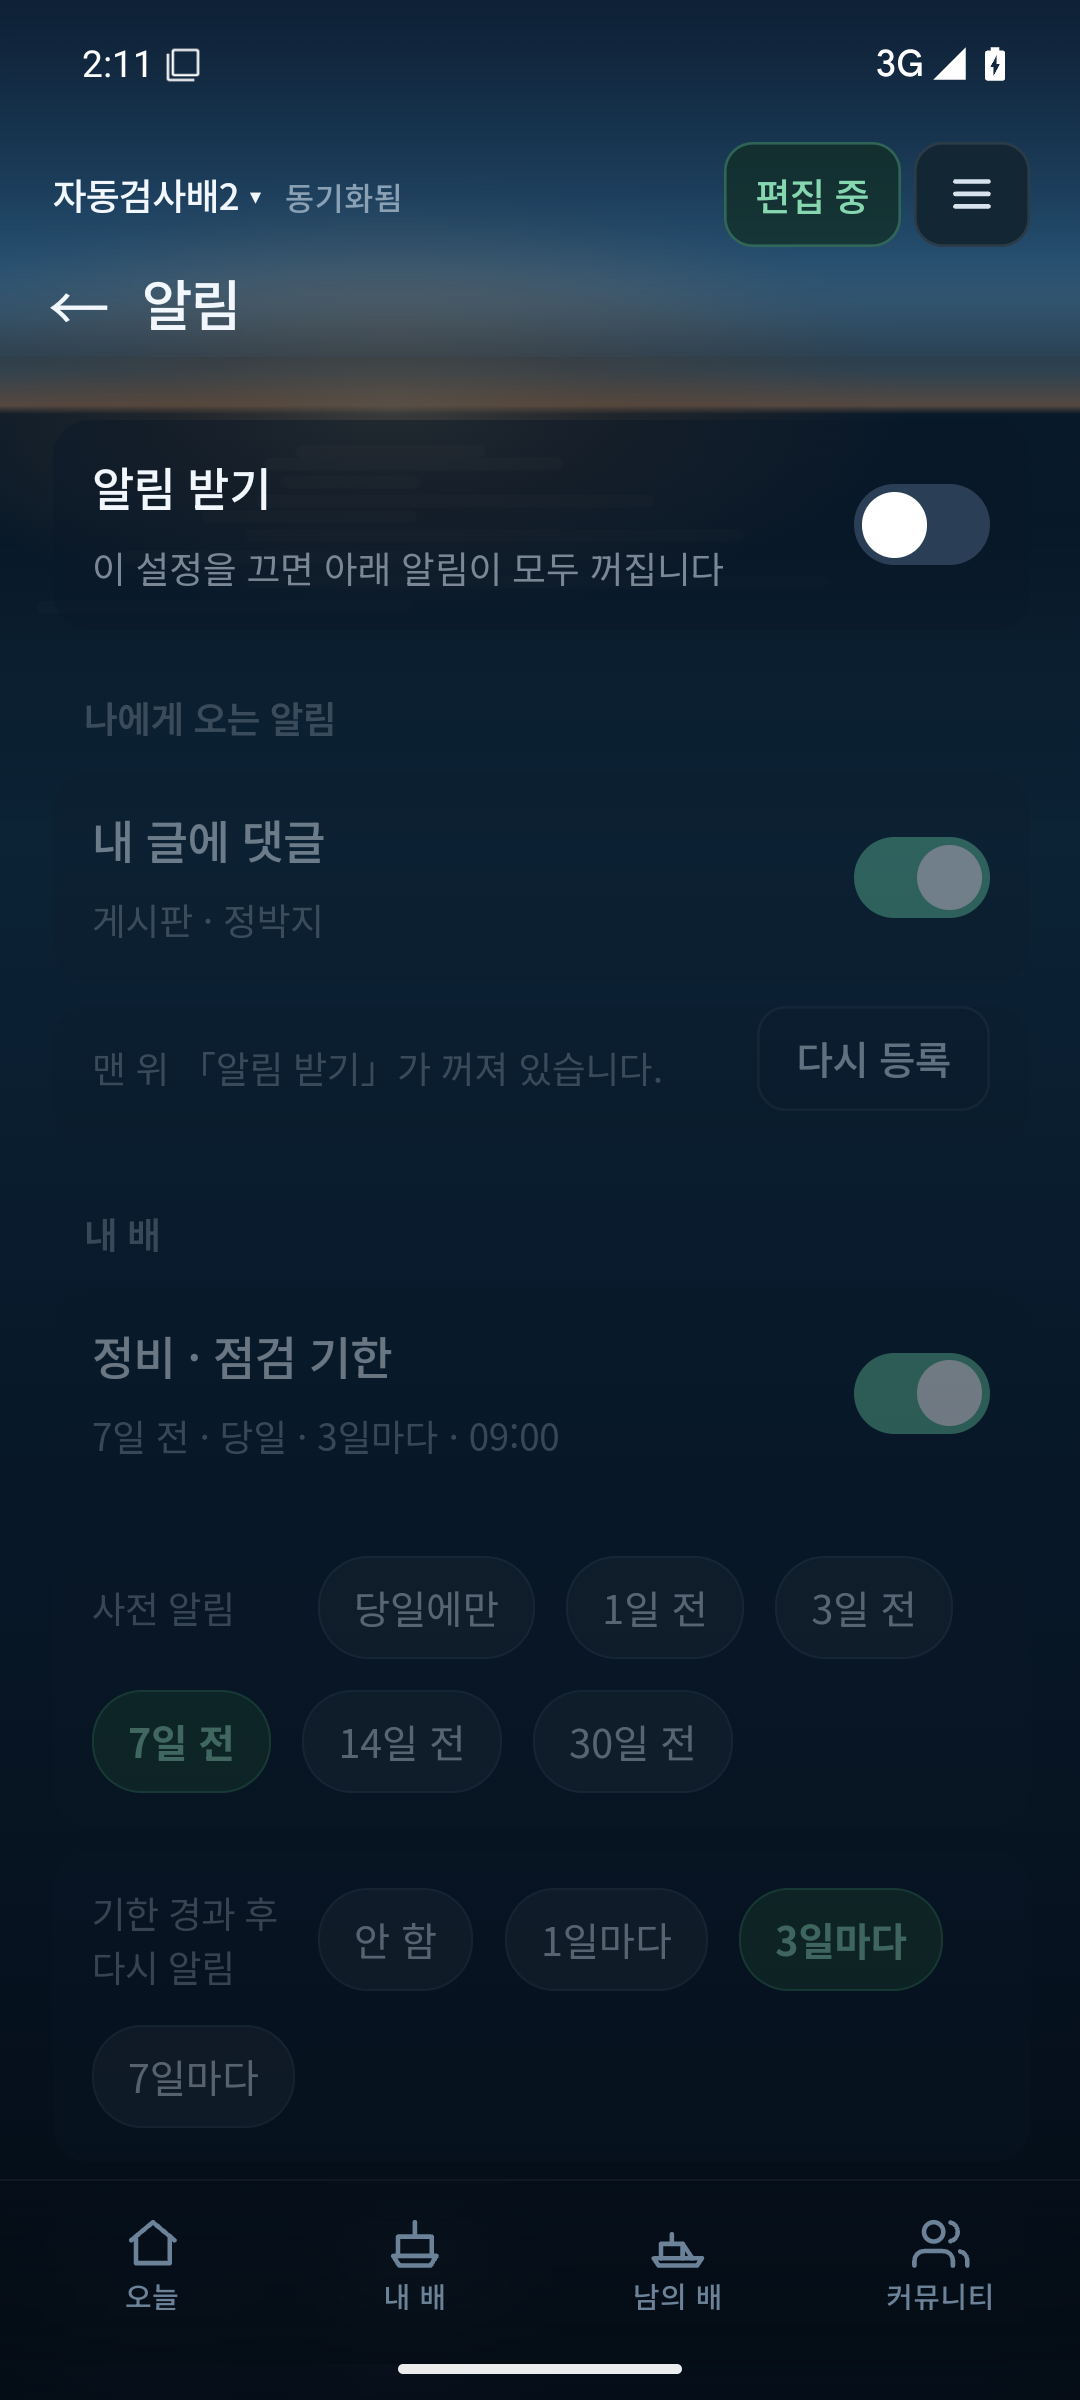 2:11
3G
자동검사배2 ▾ 동기화됨
편집 중
← 알림
알림 받기
이 설정을 끄면 아래 알림이 모두 꺼집니다
나에게 오는 알림
내 글에 댓글
게시판 · 정박지
맨 위 「알림 받기」가 꺼져 있습니다.
다시 등록
내 배
정비 · 점검 기한
7일 전 · 당일 · 3일마다 · 09:00
사전 알림 당일에만 1일 전 3일 전
7일 전 14일 전 30일 전
기한 경과 후
다시 알림
안 함 1일마다 3일마다
7일마다
오늘 내 배 남의 배 커뮤니티